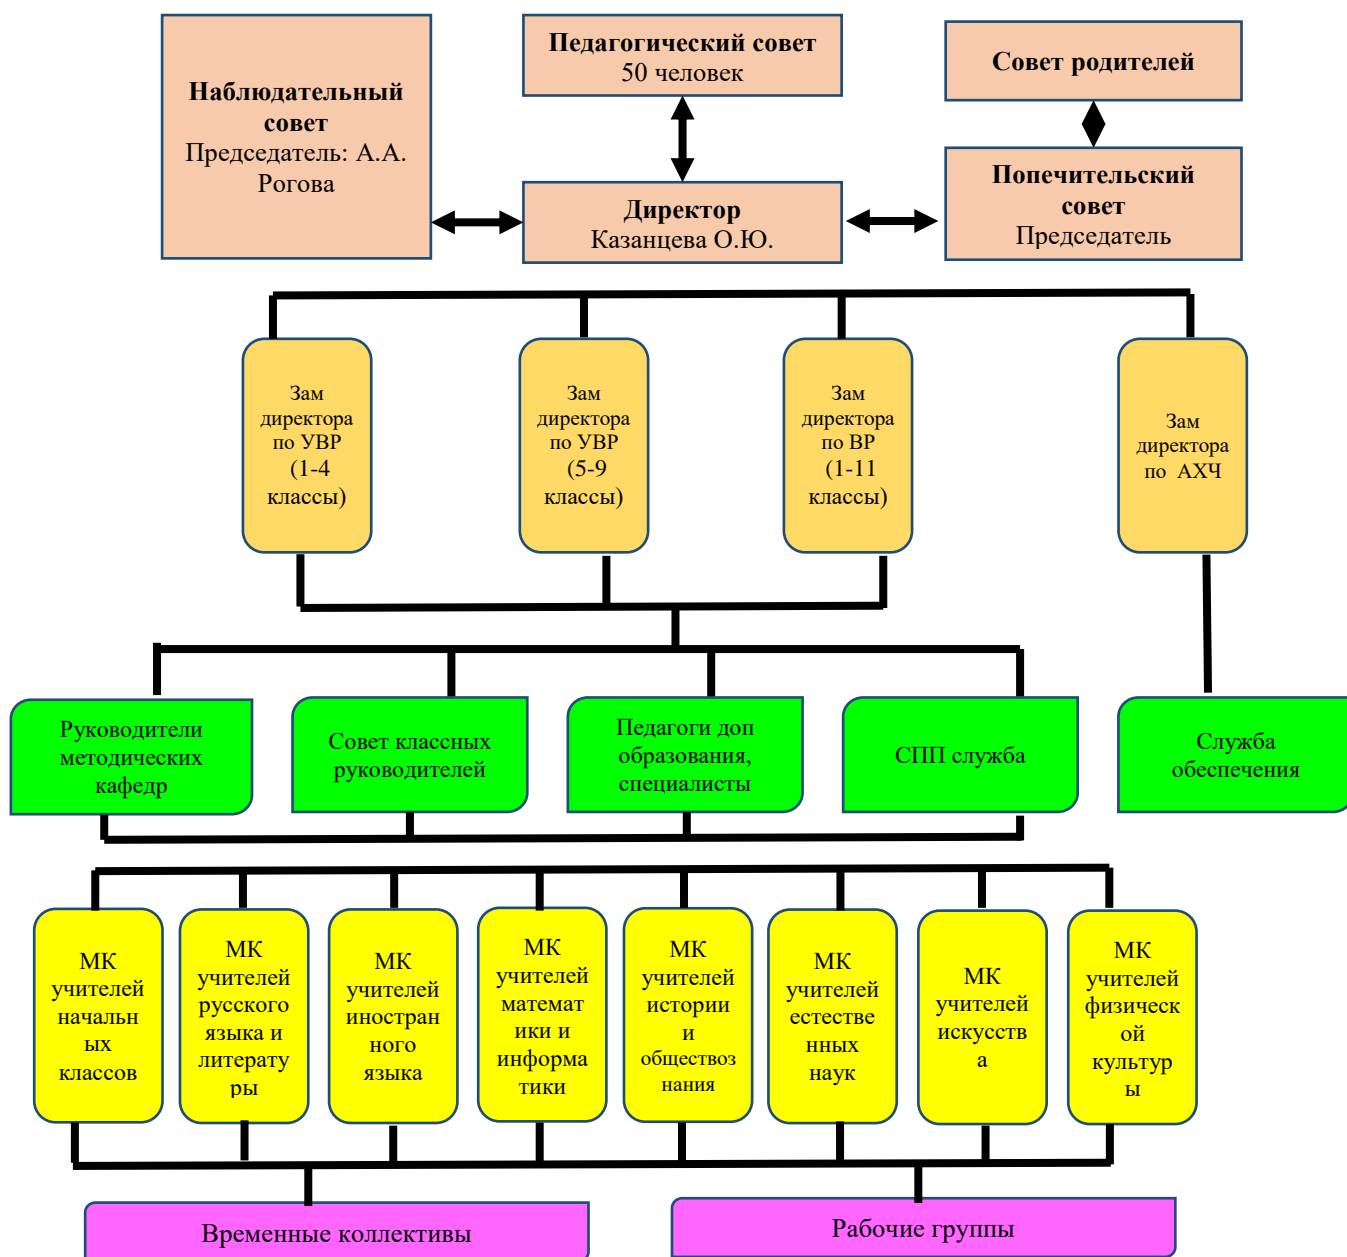 Наблюдательный
совет
Председатель: А.А.
Рогова
Педагогический совет
50 человек
Совет родителей
Директор
Казанцева О.Ю.
Попечительский
совет
Председатель
Зам
директора
по УВР
(1-4
классы)
Зам
директора
по УВР
(5-9
классы)
Зам
директора
по ВР
(1-11
классы)
Зам
директора
по АХЧ
Руководители
методических
кафедр
Совет классных
руководителей
Педагоги доп
образования,
специалисты
СПП служба
Служба
обеспечения
МК
учителей
начальн
ых
классов
МК
учителей
русского
языка и
литерату
ры
МК
учителей
иностран
ного
языка
МК
учителей
математ
ики и
информа
тики
МК
учителей
истории
и
обществоз
нания
МК
учителей
естестве
нных
наук
МК
учителей
искусств
а
МК
учителей
физическ
ой
культур
ы
Временные коллективы
Рабочие группы